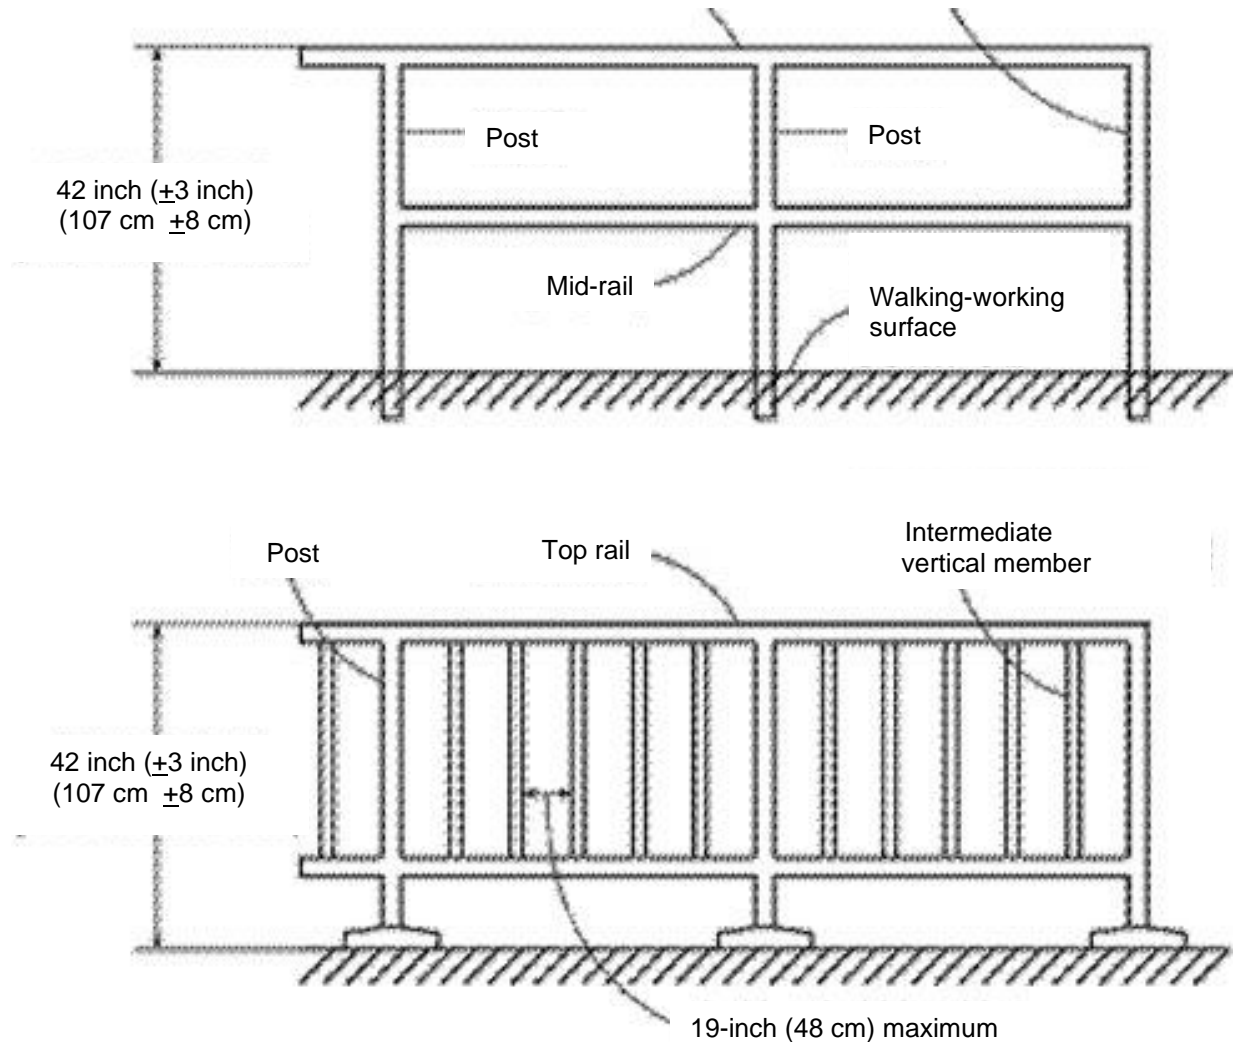 Post
Post
42 inch (±3 inch)
(107 cm ±8 cm)
Mid-rail
Walking-working
surface
Post
Top rail
Intermediate
vertical member
42 inch (±3 inch)
(107 cm ±8 cm)
19-inch (48 cm) maximum